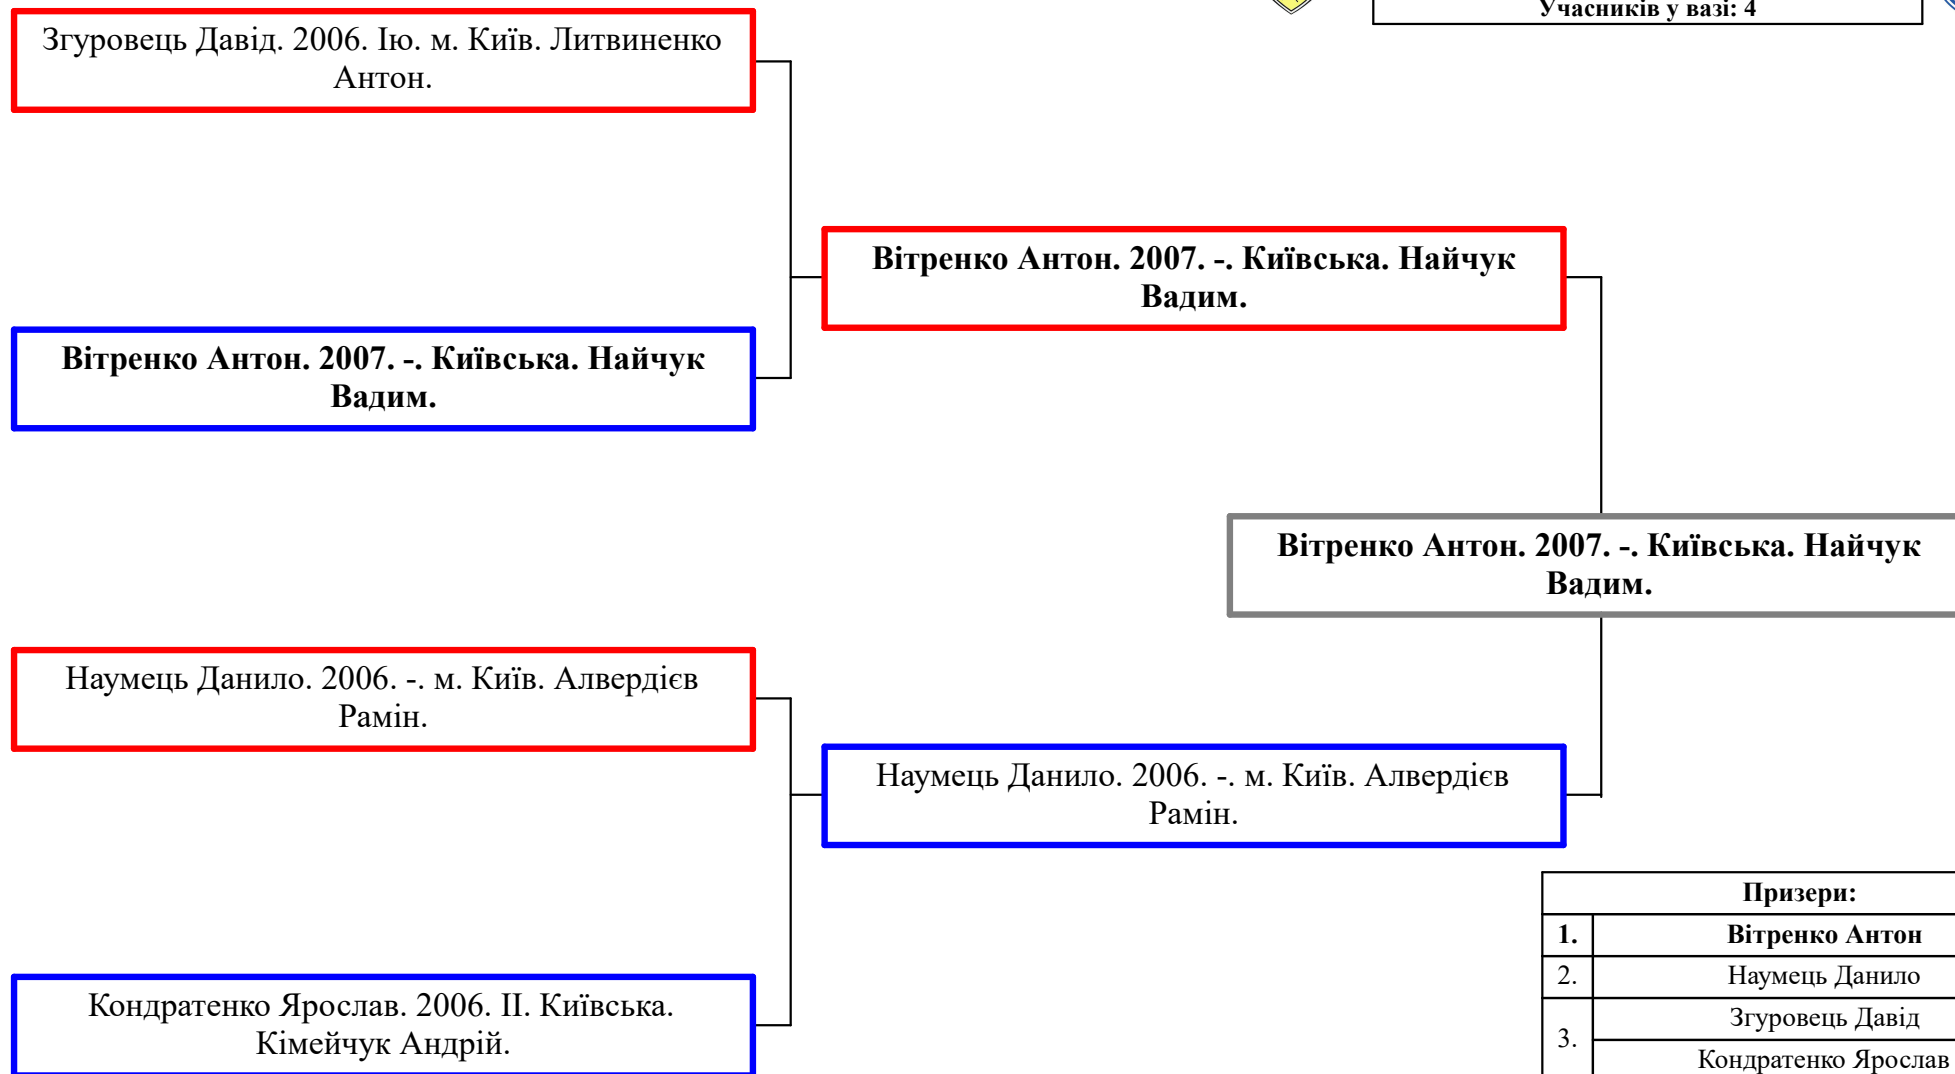 Учасників у вазі: 4
Згуровець Давід. 2006. Ію. м. Київ. Литвиненко
Антон.
Вітренко Антон. 2007. -. Київська. Найчук
Вадим.
Вітренко Антон. 2007. -. Київська. Найчук
Вадим.
Вітренко Антон. 2007. -. Київська. Найчук
Вадим.
Наумець Данило. 2006. -. м. Київ. Алвердієв
Рамін.
Наумець Данило. 2006. -. м. Київ. Алвердієв
Рамін.
Кондратенко Ярослав. 2006. ІІ. Київська.
Кімейчук Андрій.
Призери:
1. Вітренко Антон
2. Наумець Данило
3. Згуровець Давід
Кондратенко Ярослав